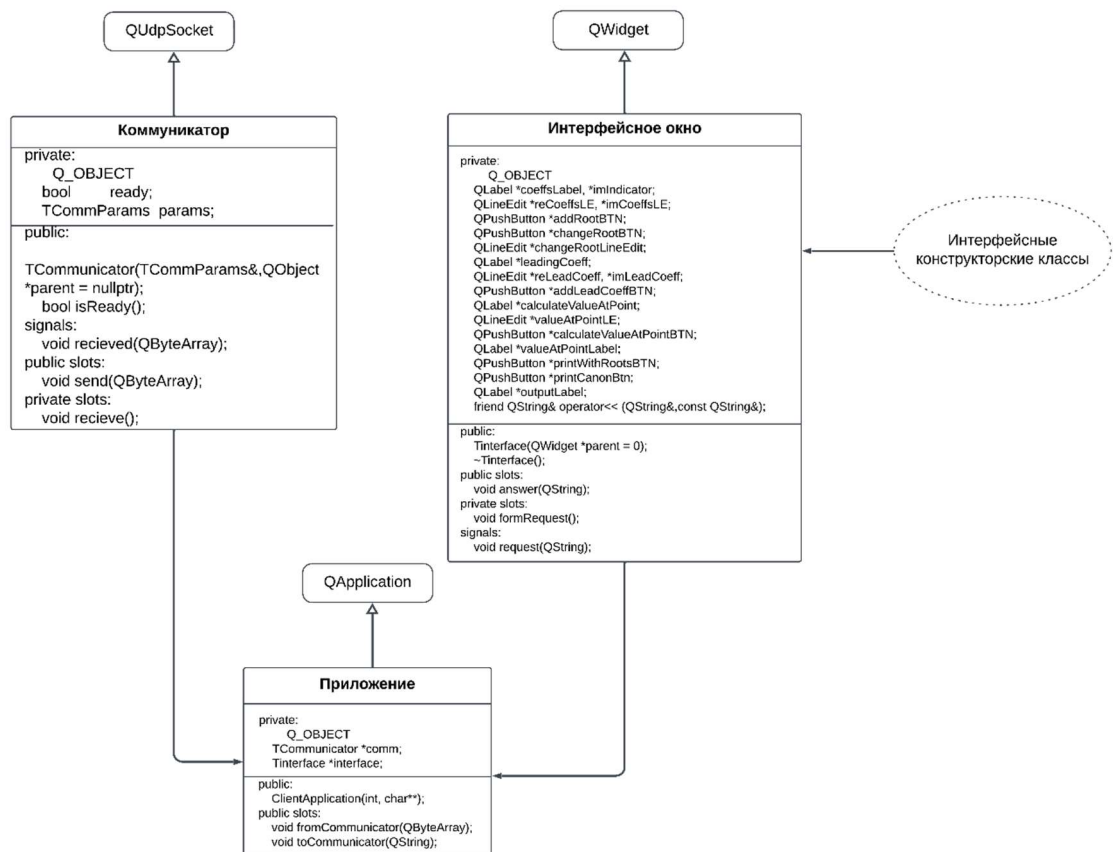 QUdpSocket
Коммуникатор
private:
Q_OBJECT
bool ready;
TCommParams params;
public:
TCommunicator(TCommParams&,QObject
*parent = nullptr);
bool isReady();
signals:
void recieved(QByteArray);
public slots:
void send(QByteArray);
private slots:
void recieve();
QWidget
Интерфейсное окно
private:
Q_OBJECT
QLabel *coeffsLabel, *imIndicator;
QLineEdit *reCoeffsLE, *imCoeffsLE;
QPushButton *addRootBTN;
QPushButton *changeRootBTN;
QLineEdit *changeRootLineEdit;
QLabel *leadingCoeff;
QLineEdit *reLeadCoeff, *imLeadCoeff;
QPushButton *addLeadCoeffBTN;
QLabel *calculateValueAtPoint;
QLineEdit *valueAtPointLE;
QPushButton *calculateValueAtPointBTN;
QLabel *valueAtPointLabel;
QPushButton *printWithRootsBTN;
QPushButton *printCanonBtn;
QLabel *outputLabel;
friend QString& operator<< (QString&,const QString&);
public:
Tinterface(QWidget *parent = 0);
~Tinterface();
public slots:
void answer(QString);
private slots:
void formRequest();
signals:
void request(QString);
Интерфейсные
конструкторские классы
QApplication
Приложение
private:
Q_OBJECT
TCommunicator *comm;
Tinterface *interface;
public:
ClientApplication(int, char**);
public slots:
void fromCommunicator(QByteArray);
void toCommunicator(QString);